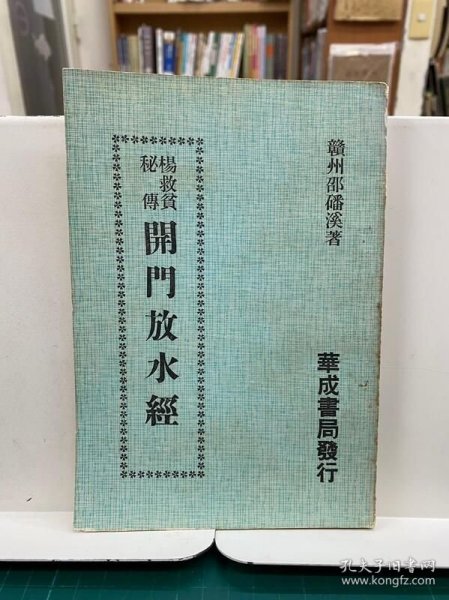 贛州邵磻溪著
楊救貧
秘傳
開門放水經
華成書局發行
孔夫子旧书网
www.kongfz.com